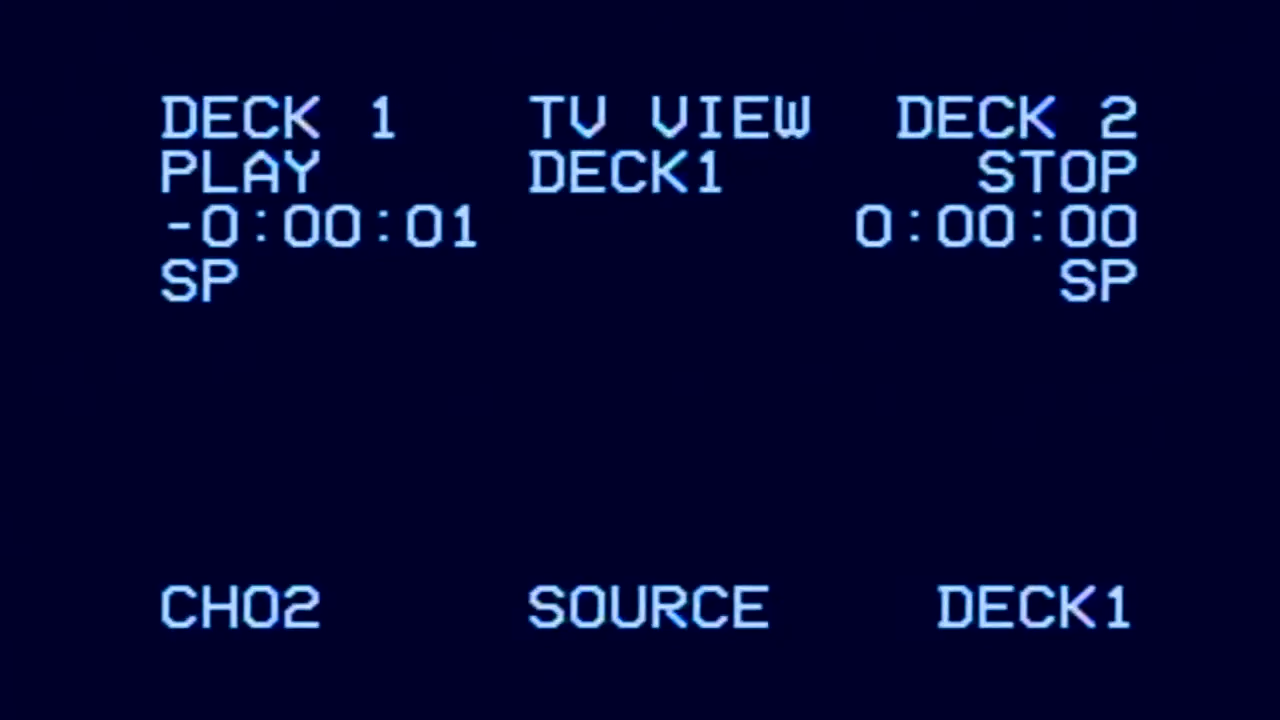 DECK 1 TV VIEW DECK 2
PLAY DECK1 STOP
-0:00:01 0:00:00
SP SP
CH02 SOURCE DECK1